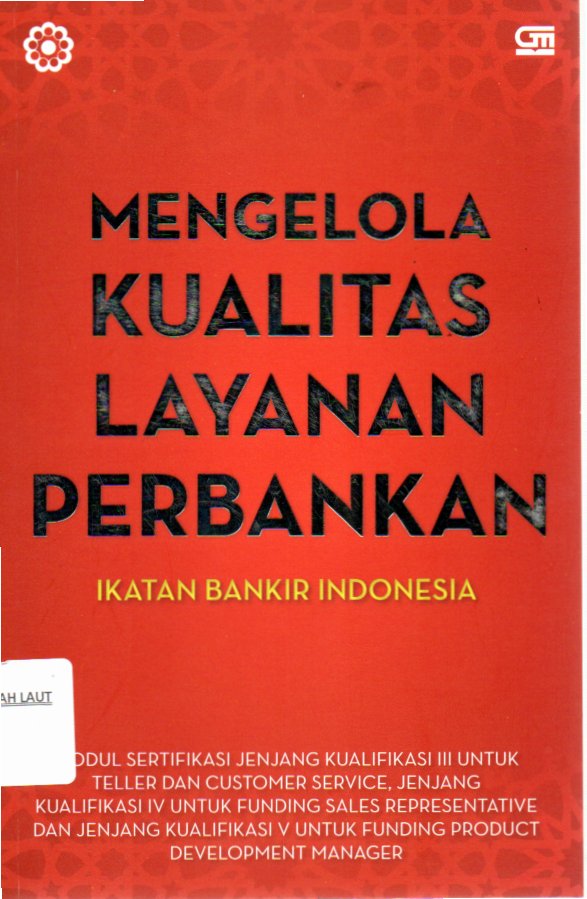 GM
MENGELOLA
KUALITAS
LAYANAN
PERBANKAN
IKATAN BANKIR INDONESIA
AH LAUT
ODUL SERTIFIKASI JENJANG KUALIFIKASI III UNTUK
TELLER DAN CUSTOMER SERVICE, JENJANG
KUALIFIKASI IV UNTUK FUNDING SALES REPRESENTATIVE
DAN JENJANG KUALIFIKASI V UNTUK FUNDING PRODUCT
DEVELOPMENT MANAGER